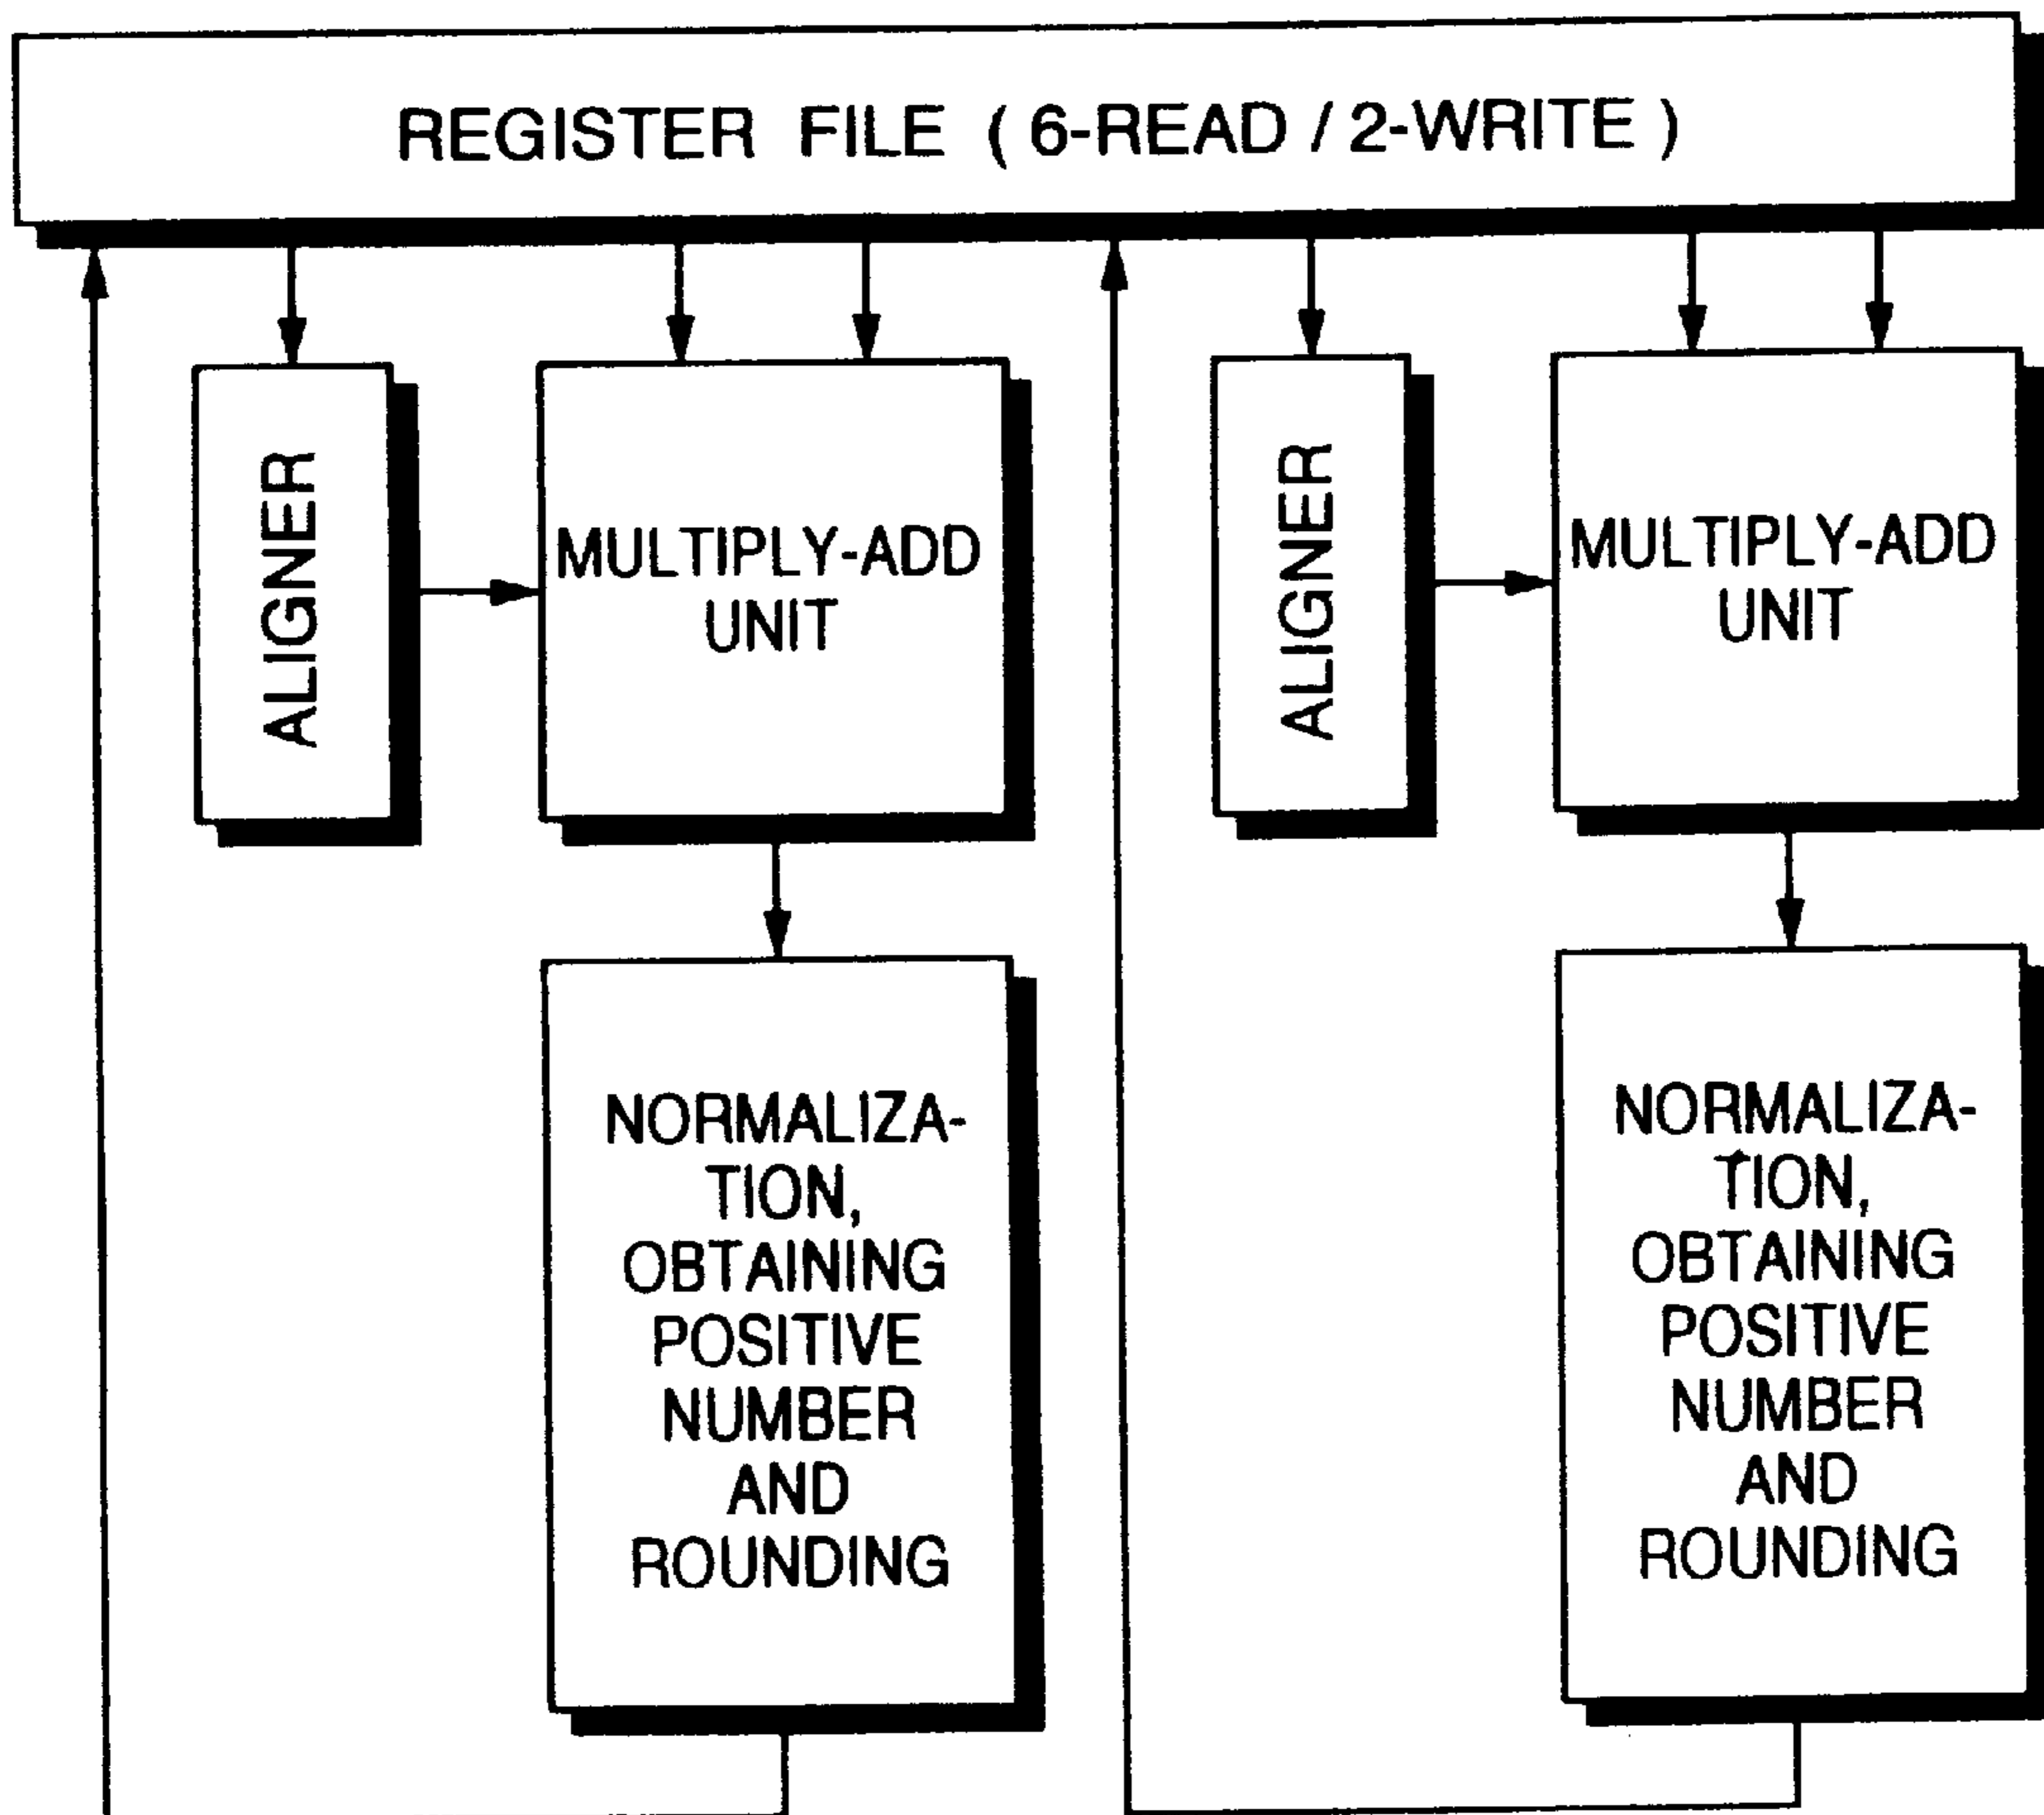 REGISTER FILE ( 6-READ / 2-WRITE )
ALIGNER
MULTIPLY-ADD
UNIT
ALIGNER
MULTIPLY-ADD
UNIT
NORMALIZA-
TION,
OBTAINING
POSITIVE
NUMBER
AND
ROUNDING
NORMALIZA-
TION,
OBTAINING
POSITIVE
NUMBER
AND
ROUNDING